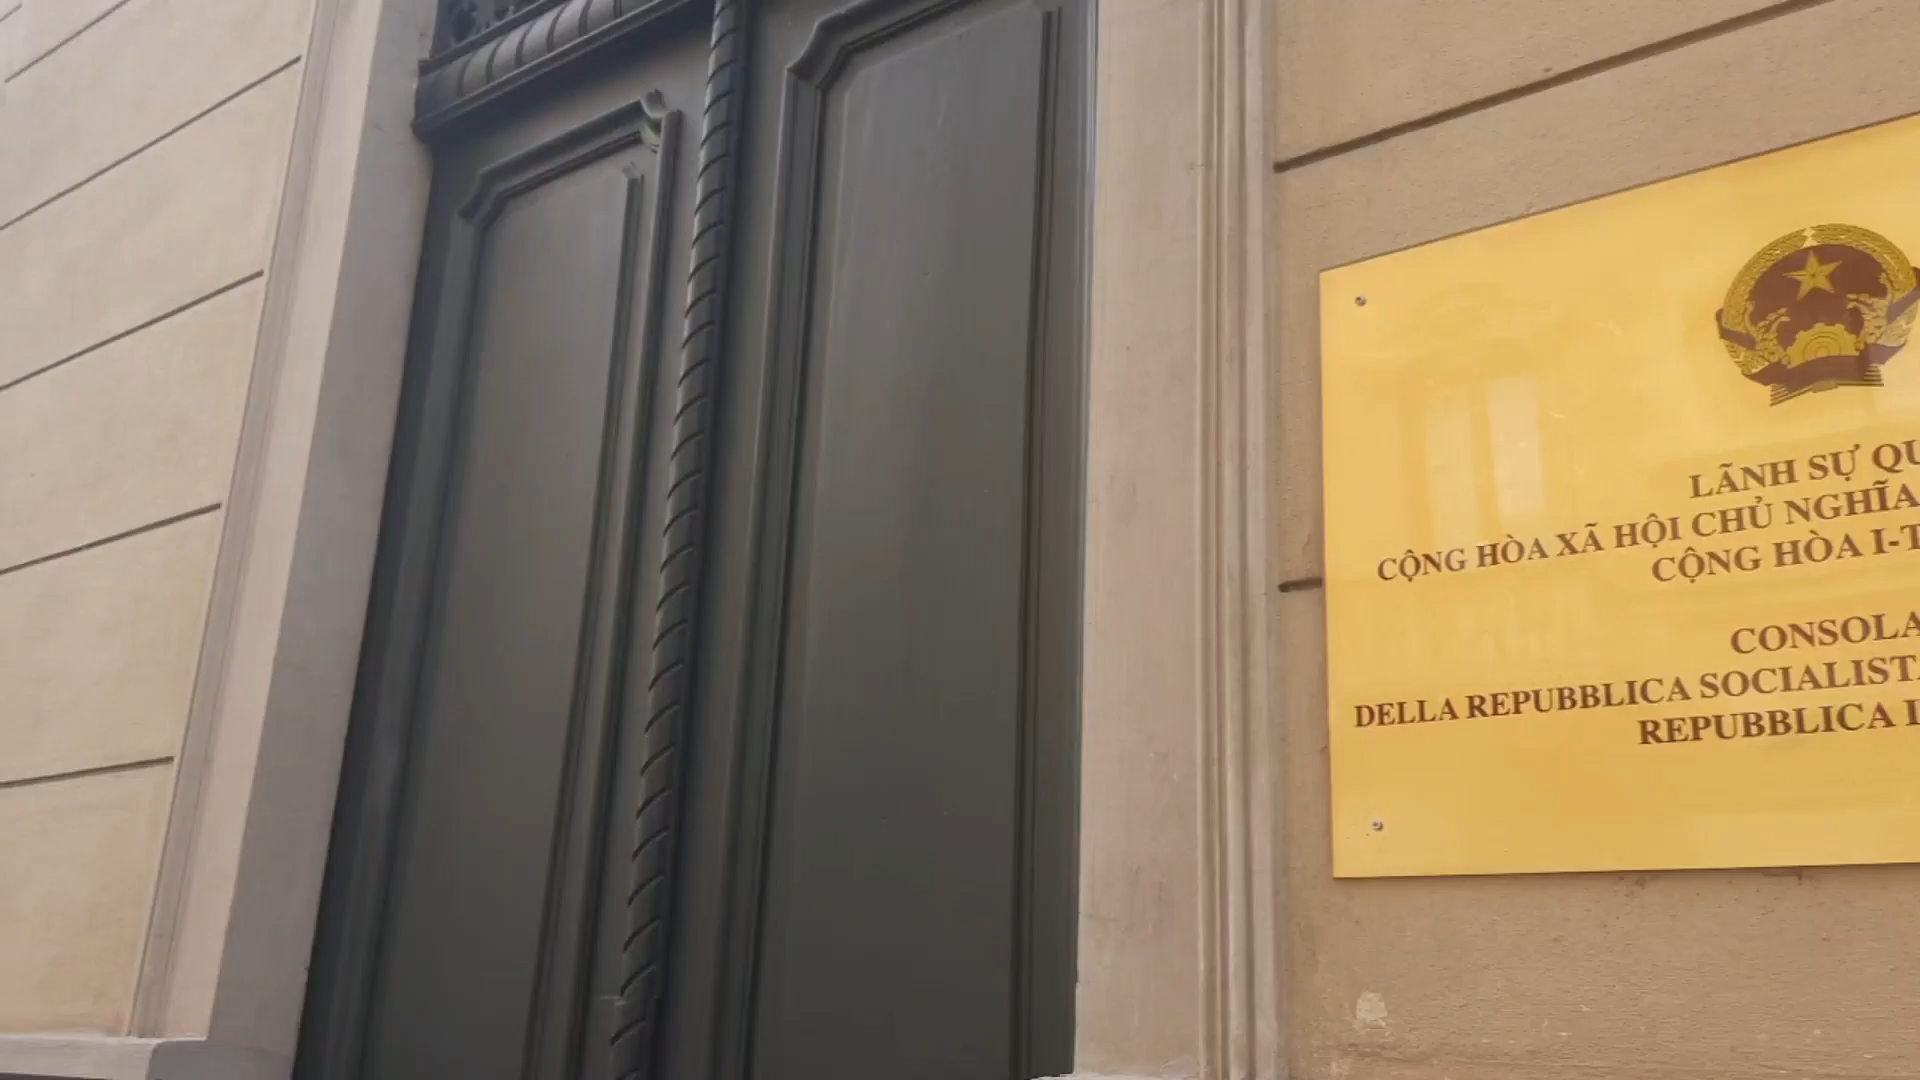 LÃNH SỰ QU
CỘNG HÒA XÃ HỘI CHỦ NGHĨA
CỘNG HÒA I-T
CONSOLA
DELLA REPUBBLICA SOCIALISTA
REPUBBLICA I